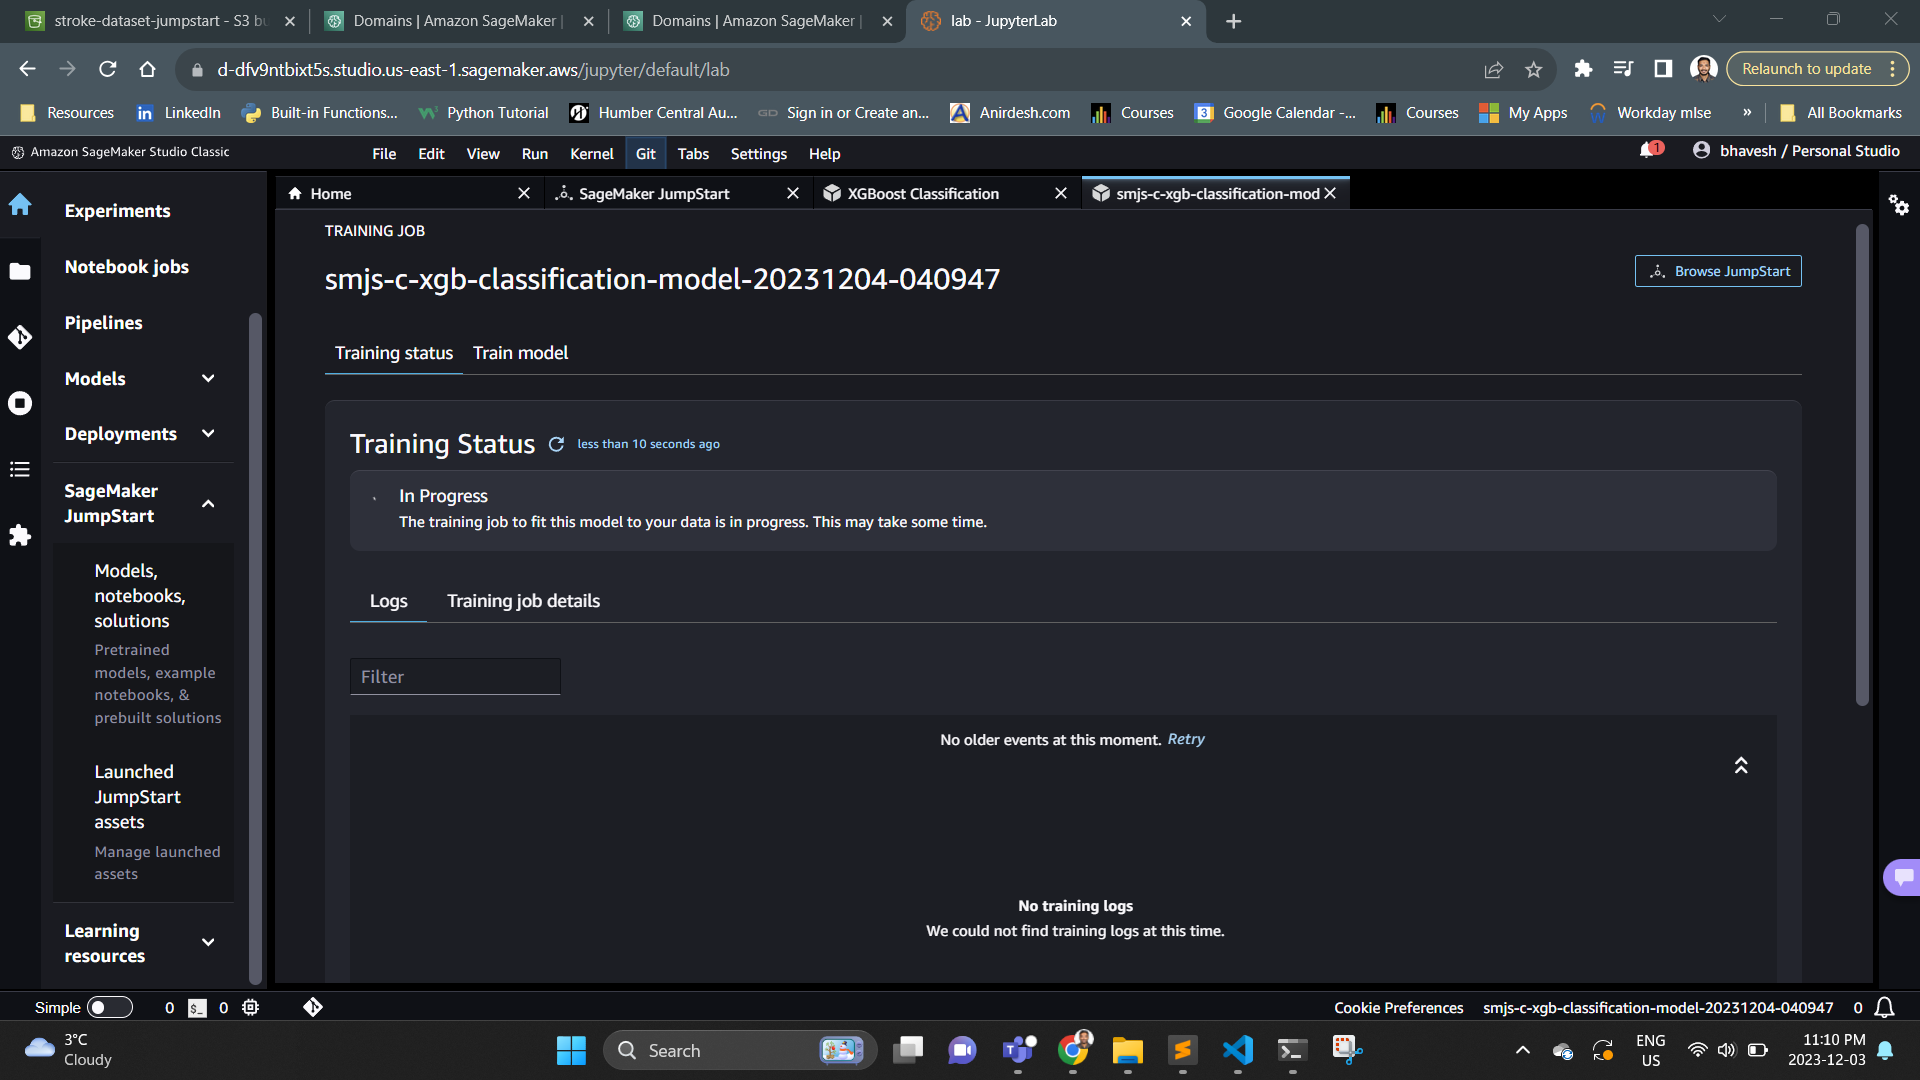 stroke-dataset-jumpstart - S3 bu
Domains | Amazon SageMaker |
Domains | Amazon SageMaker |
lab - JupyterLab
d-dfv9ntbixt5s.studio.us-east-1.sagemaker.aws/jupyter/default/lab
Relaunch to update
Resources
LinkedIn
Built-in Functions...
Python Tutorial
Humber Central Au...
Sign in or Create an...
Anirdesh.com
Courses
Google Calendar -...
Courses
My Apps
Workday mlse
»
All Bookmarks
Amazon SageMaker Studio Classic
File Edit View Run Kernel Git Tabs Settings Help
1
bhavesh / Personal Studio
Home
SageMaker JumpStart
XGBoost Classification
smjs-c-xgb-classification-mod
Experiments
Notebook jobs
Pipelines
Models
Deployments
SageMaker
JumpStart
Models,
notebooks,
solutions
Pretrained
models, example
notebooks, &
prebuilt solutions
Launched
JumpStart
assets
Manage launched
assets
Learning
resources
TRAINING JOB
smjs-c-xgb-classification-model-20231204-040947
Browse JumpStart
Training status Train model
Training Status less than 10 seconds ago
In Progress
The training job to fit this model to your data is in progress. This may take some time.
Logs Training job details
Filter
No older events at this moment. Retry
No training logs
We could not find training logs at this time.
Simple 0 $_ 0
Cookie Preferences smjs-c-xgb-classification-model-20231204-040947 0
3°C
Cloudy
Search
ENG
US
11:10 PM
2023-12-03